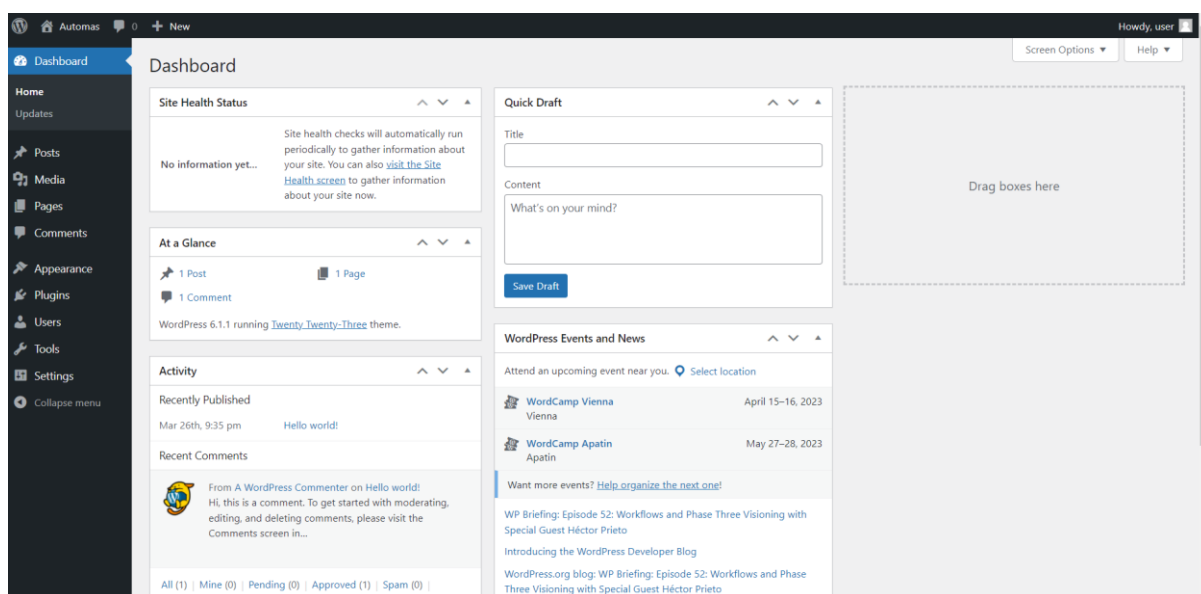 Automas
0
New
Howdy, user
Dashboard
Home
Updates
Posts
Media
Pages
Comments
Appearance
Plugins
Users
Tools
Settings
Collapse menu
Screen Options
Help
Dashboard
Site Health Status
No information yet...
Site health checks will automatically run
periodically to gather information about
your site. You can also visit the Site
Health screen to gather information
about your site now.
At a Glance
1 Post
1 Page
1 Comment
WordPress 6.1.1 running Twenty Twenty-Three theme.
Activity
Recently Published
Mar 26th, 9:35 pm Hello world!
Recent Comments
From A WordPress Commenter on Hello world!
Hi, this is a comment. To get started with moderating,
editing, and deleting comments, please visit the
Comments screen in...
All (1) | Mine (0) | Pending (0) | Approved (1) | Spam (0) |
Quick Draft
Title
Content
What's on your mind?
Save Draft
WordPress Events and News
Attend an upcoming event near you. Select location
WordCamp Vienna April 15–16, 2023
Vienna
WordCamp Apatin May 27–28, 2023
Apatin
Want more events? Help organize the next one!
WP Briefing: Episode 52: Workflows and Phase Three Visioning with
Special Guest Héctor Prieto
Introducing the WordPress Developer Blog
WordPress.org blog: WP Briefing: Episode 52: Workflows and Phase
Three Visioning with Special Guest Héctor Prieto
Drag boxes here